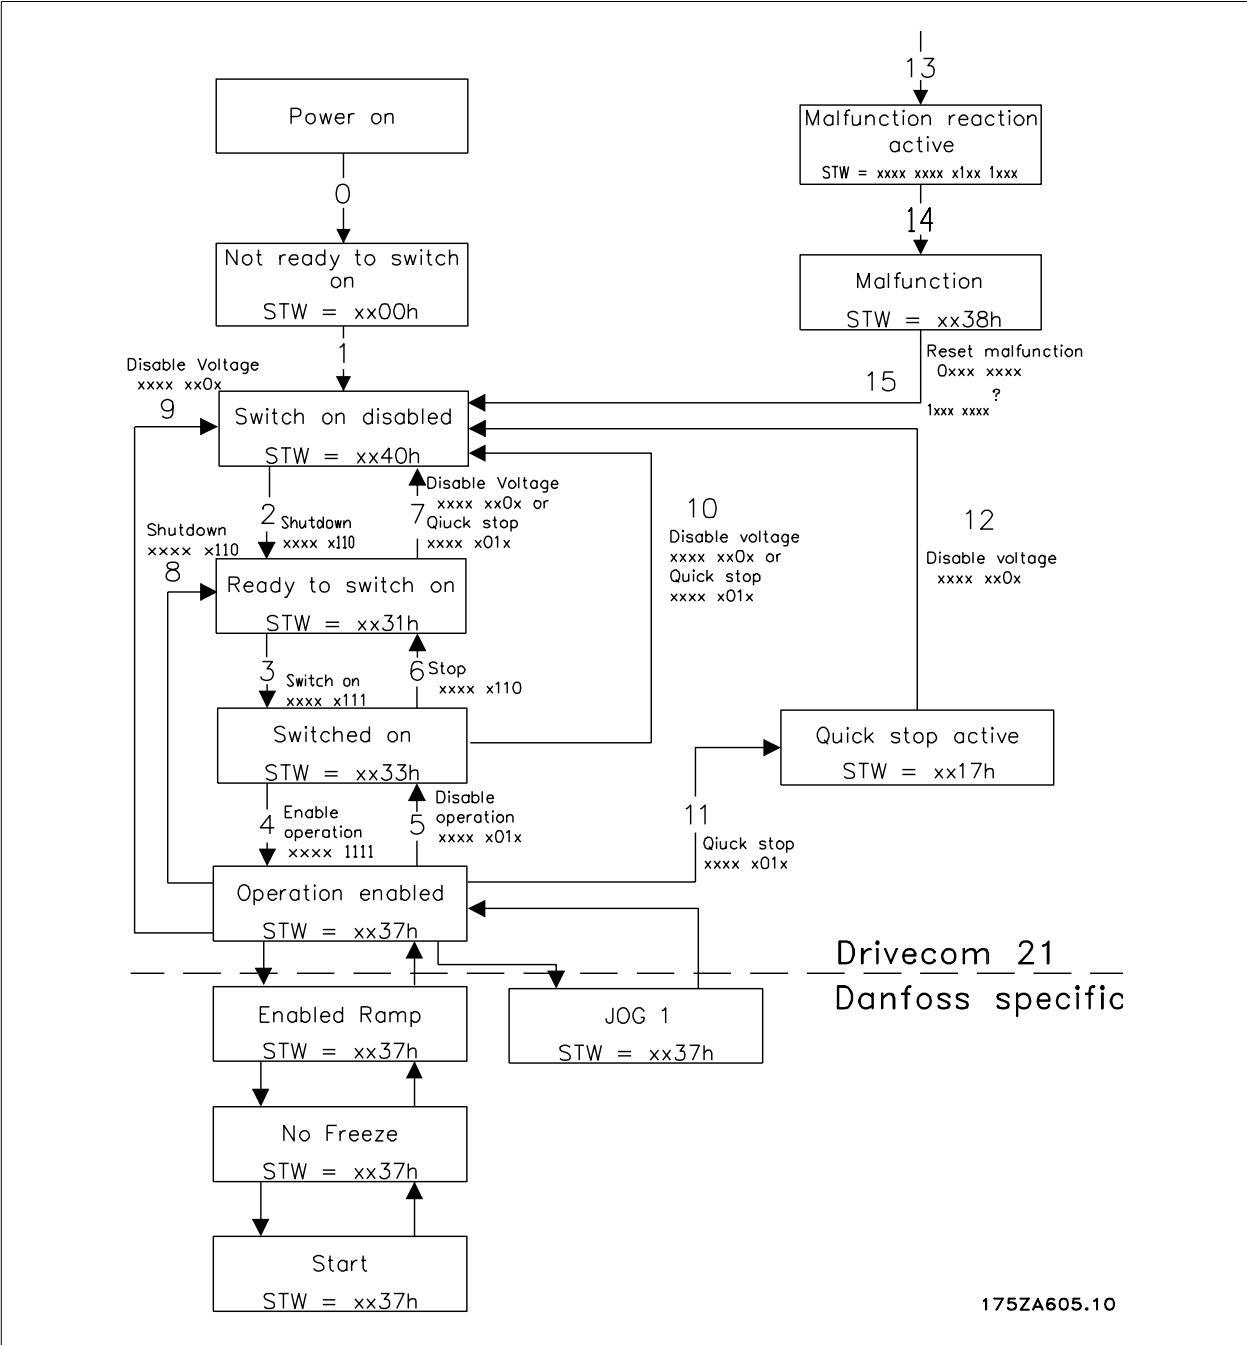 Power on
0
Not ready to switch
on
STW = xx00h
1
13
Malfunction reaction
active
STW = xxxx xxxx x1xx 1xxx
14
Malfunction
STW = xx38h
Reset malfunction
0xxx xxxx
?
1xxx xxxx
15
Disable Voltage
xxxx xx0x
9
Switch on disabled
STW = xx40h
2
Shutdown
xxxx x110
7
Disable Voltage
xxxx xx0x or
Qiuck stop
xxxx x01x
Shutdown
xxxx x110
8
10
Disable voltage
xxxx xx0x or
Quick stop
xxxx x01x
12
Disable voltage
xxxx xx0x
Ready to switch on
STW = xx31h
3
Switch on
xxxx x111
6
Stop
xxxx x110
Switched on
STW = xx33h
Quick stop active
STW = xx17h
4
Enable
operation
xxxx 1111
5
Disable
operation
xxxx x01x
11
Qiuck stop
xxxx x01x
Operation enabled
STW = xx37h
Drivecom 21
Danfoss specific
Enabled Ramp
STW = xx37h
JOG 1
STW = xx37h
No Freeze
STW = xx37h
Start
STW = xx37h
175ZA605.10